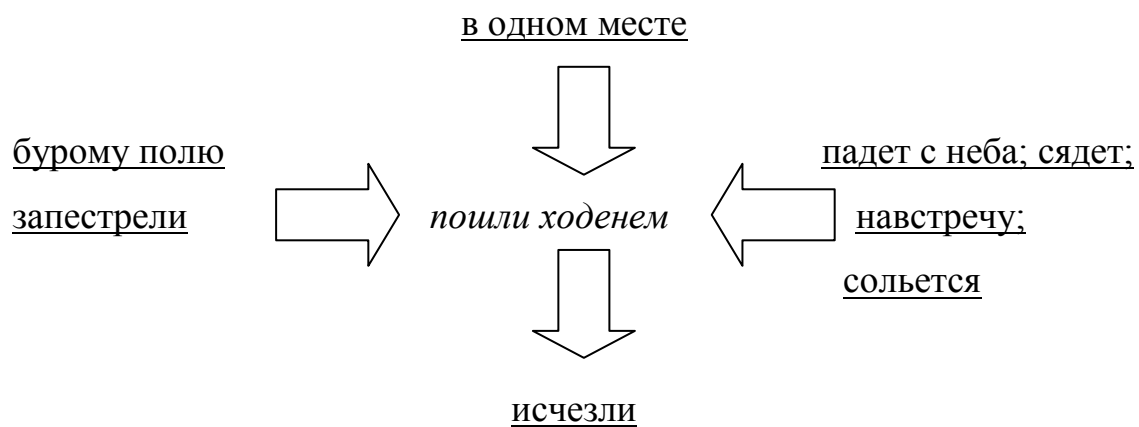 в одном месте
бурому полю
запестрели
пошли ходенем
падет с неба; сядет;
навстречу;
сольется
исчезли